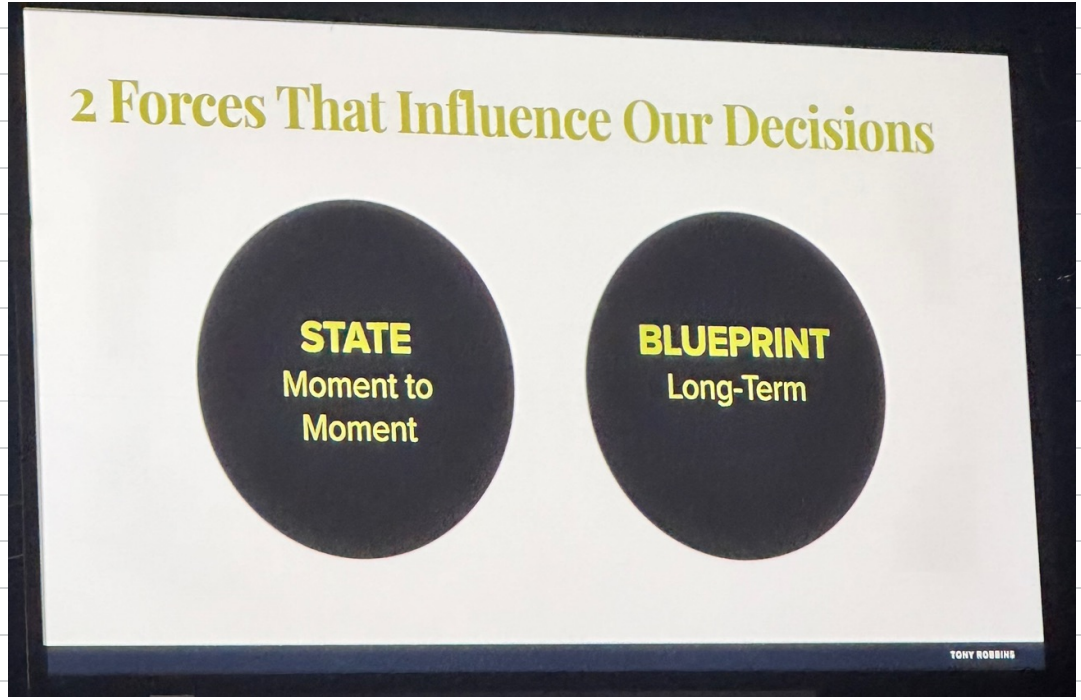 2 Forces That Influence Our Decisions
STATE
Moment to
Moment
BLUEPRINT
Long-Term
TONY ROBBINS